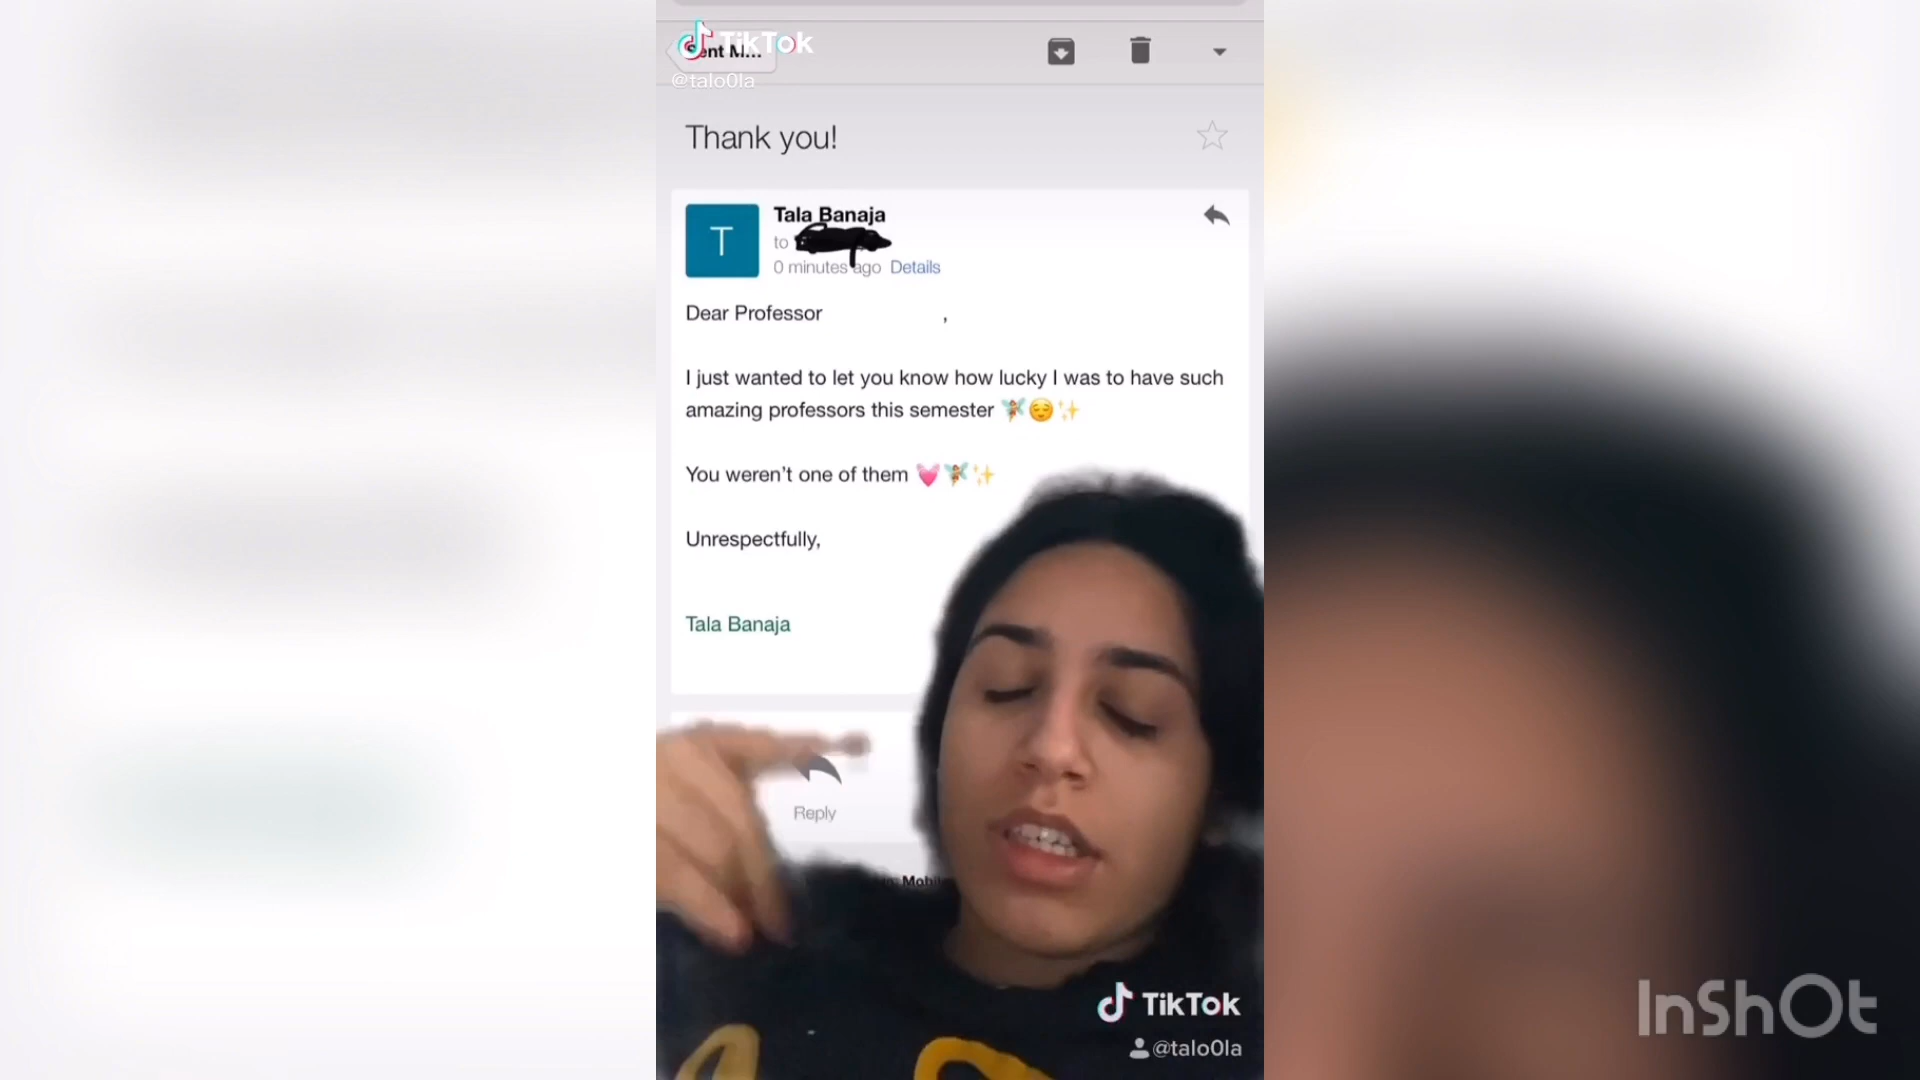 TikTok
@talo0la
Thank you!
T
Tala Banaja
to
0 minutes ago Details
Dear Professor ,
I just wanted to let you know how lucky I was to have such
amazing professors this semester 🧚😌✨
You weren't one of them 💓🧚✨
Unrespectfully,
Tala Banaja
Reply
TikTok
@talo0la
InShOt